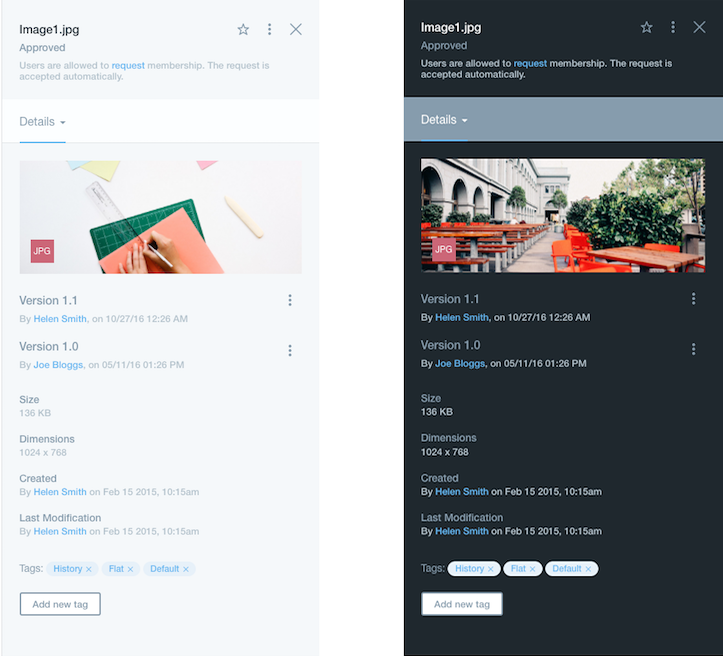 Image1.jpg
Approved
Users are allowed to request membership. The request is
accepted automatically.
Details
JPG
Version 1.1
By Helen Smith, on 10/27/16 12:26 AM
Version 1.0
By Joe Bloggs, on 05/11/16 01:26 PM
Size
136 KB
Dimensions
1024 x 768
Created
By Helen Smith on Feb 15 2015, 10:15am
Last Modification
By Helen Smith on Feb 15 2015, 10:15am
Tags: History × Flat × Default ×
Add new tag
Image1.jpg
Approved
Users are allowed to request membership. The request is
accepted automatically.
Details
JPG
Version 1.1
By Helen Smith, on 10/27/16 12:26 AM
Version 1.0
By Joe Bloggs, on 05/11/16 01:26 PM
Size
136 KB
Dimensions
1024 x 768
Created
By Helen Smith on Feb 15 2015, 10:15am
Last Modification
By Helen Smith on Feb 15 2015, 10:15am
Tags: History × Flat × Default ×
Add new tag